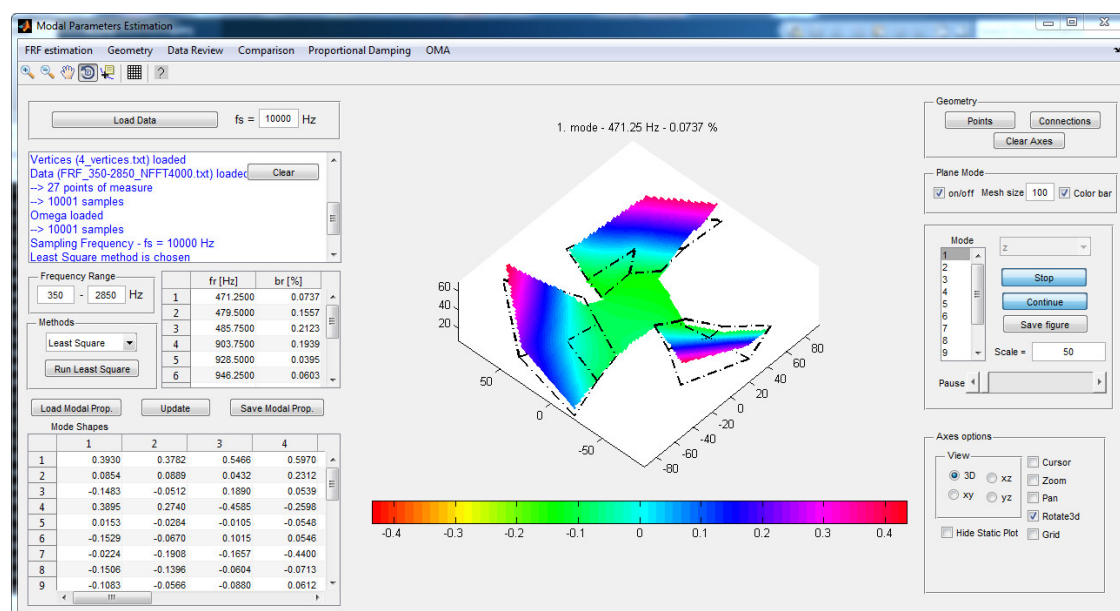 Modal Parameters Estimation
FRF estimation Geometry Data Review Comparison Proportional Damping OMA
Load Data fs = 10000 Hz
Vertices (4_vertices.txt) loaded
Data (FRF_350-2850_NFFT4000.txt) loaded
--> 27 points of measure
--> 10001 samples
Omega loaded
--> 10001 samples
Sampling Frequency - fs = 10000 Hz
Least Square method is chosen
Clear
Frequency Range
350 - 2850 Hz
Methods
Least Square
Run Least Square
fr [Hz] br [%]
1 471.2500 0.0737
2 479.5000 0.1557
3 485.7500 0.2123
4 903.7500 0.1939
5 928.5000 0.0395
6 946.2500 0.0603
Load Modal Prop. Update Save Modal Prop.
Mode Shapes
1 2 3 4
1 0.3930 0.3782 0.5466 0.5970
2 0.0854 0.0889 0.0432 0.2312
3 -0.1483 -0.0512 0.1890 0.0539
4 0.3895 0.2740 -0.4585 -0.2598
5 0.0153 -0.0284 -0.0105 -0.0548
6 -0.1529 -0.0670 0.1015 0.0546
7 -0.0224 -0.1908 -0.1657 -0.4400
8 -0.1506 -0.1396 -0.0604 -0.0713
9 -0.1083 -0.0566 -0.0880 0.0612
1. mode - 471.25 Hz - 0.0737 %
60
40
20
50
0
-50
80
60
40
20
0
-20
-40
-60
-80
-0.4 -0.3 -0.2 -0.1 0 0.1 0.2 0.3 0.4
Geometry
Points Connections
Clear Axes
Plane Mode
on/off Mesh size 100 Color bar
Mode
1
2
3
4
5
6
7
8
9
z
Stop
Continue
Save figure
Scale = 50
Pause
Axes options
View
3D xz
xy yz
Hide Static Plot
Cursor
Zoom
Pan
Rotate3d
Grid